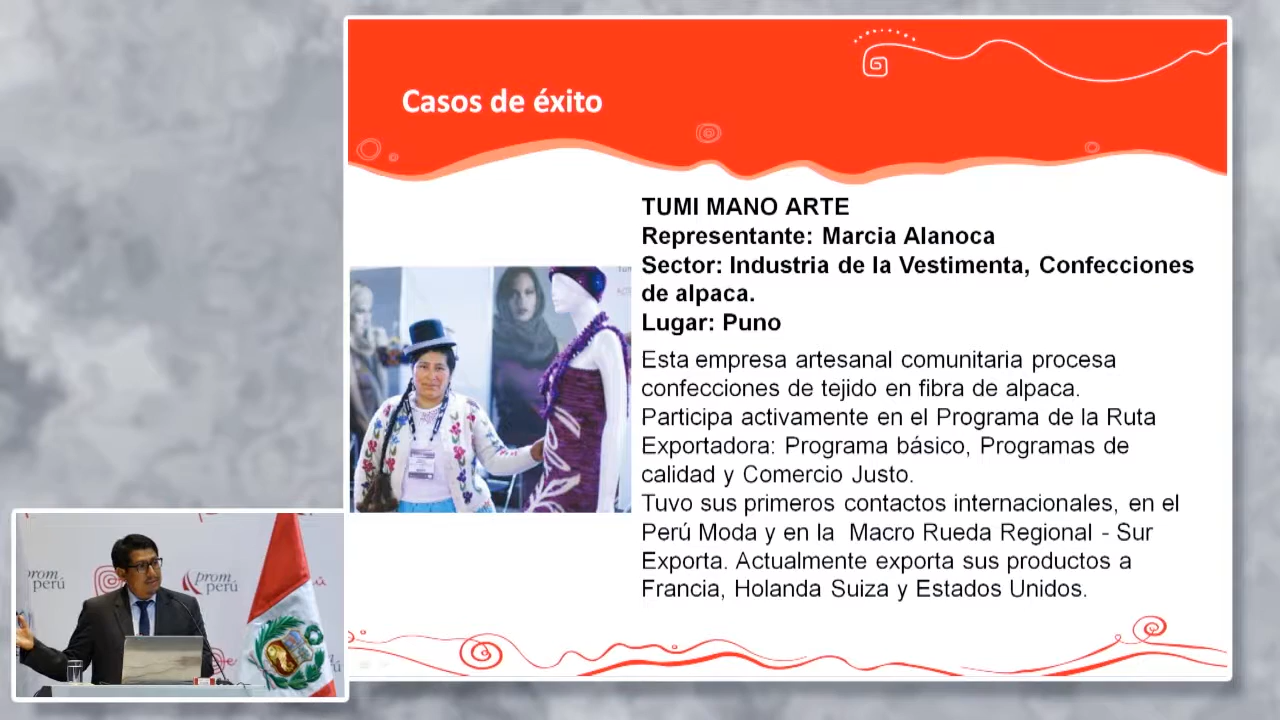 Casos de éxito
TUMI MANO ARTE
Representante: Marcia Alanoca
Sector: Industria de la Vestimenta, Confecciones
de alpaca.
Lugar: Puno
Esta empresa artesanal comunitaria procesa
confecciones de tejido en fibra de alpaca.
Participa activamente en el Programa de la Ruta
Exportadora: Programa básico, Programas de
calidad y Comercio Justo.
Tuvo sus primeros contactos internacionales, en el
Perú Moda y en la  Macro Rueda Regional - Sur
Exporta. Actualmente exporta sus productos a
Francia, Holanda Suiza y Estados Unidos.
prom
perú
prom
perú